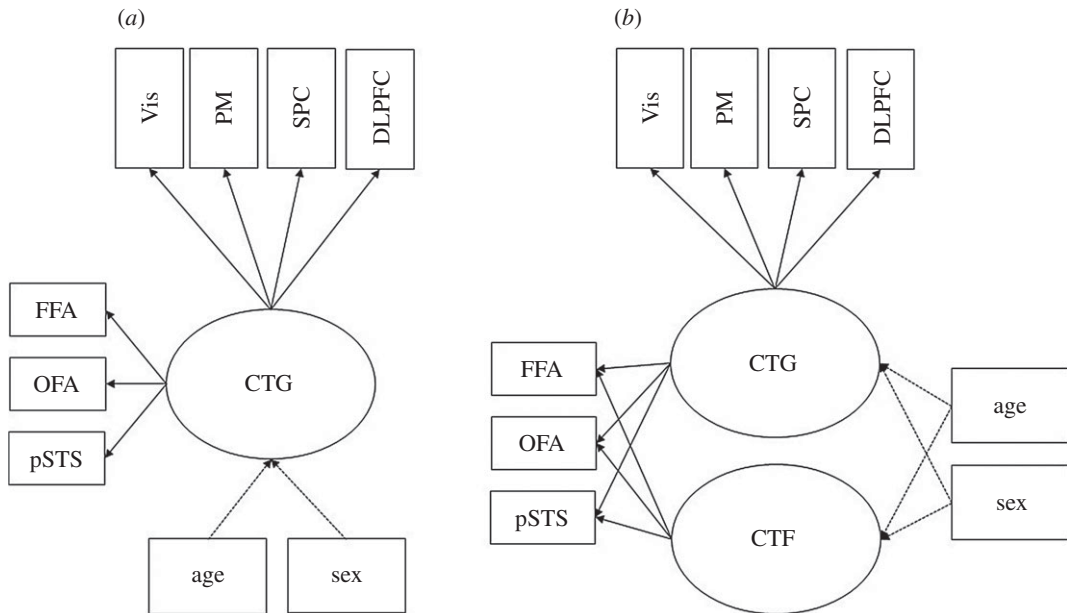 (a)
Vis
PM
SPC
DLPFC
FFA
OFA
pSTS
CTG
age
sex
(b)
Vis
PM
SPC
DLPFC
FFA
OFA
pSTS
CTG
CTF
age
sex